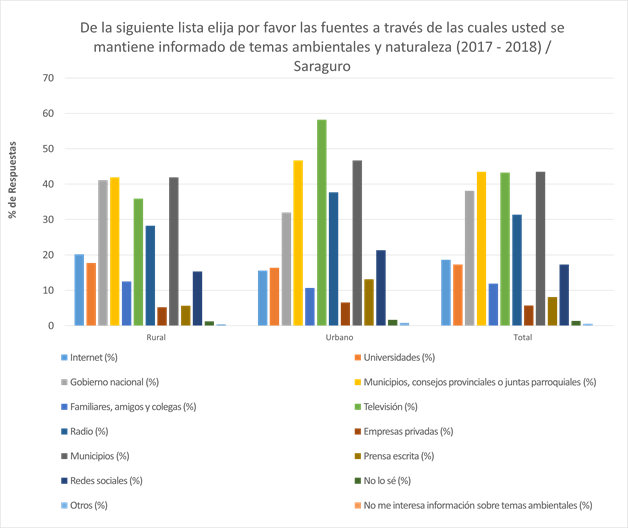 De la siguiente lista elija por favor las fuentes a través de las cuales usted se
mantiene informado de temas ambientales y naturaleza (2017 - 2018) /
Saraguro
% de Respuestas
70
60
50
40
30
20
10
0
Rural
Urbano
Total
Internet (%)
Universidades (%)
Gobierno nacional (%)
Municipios, consejos provinciales o juntas parroquiales (%)
Familiares, amigos y colegas (%)
Televisión (%)
Radio (%)
Empresas privadas (%)
Municipios (%)
Prensa escrita (%)
Redes sociales (%)
No lo sé (%)
Otros (%)
No me interesa información sobre temas ambientales (%)